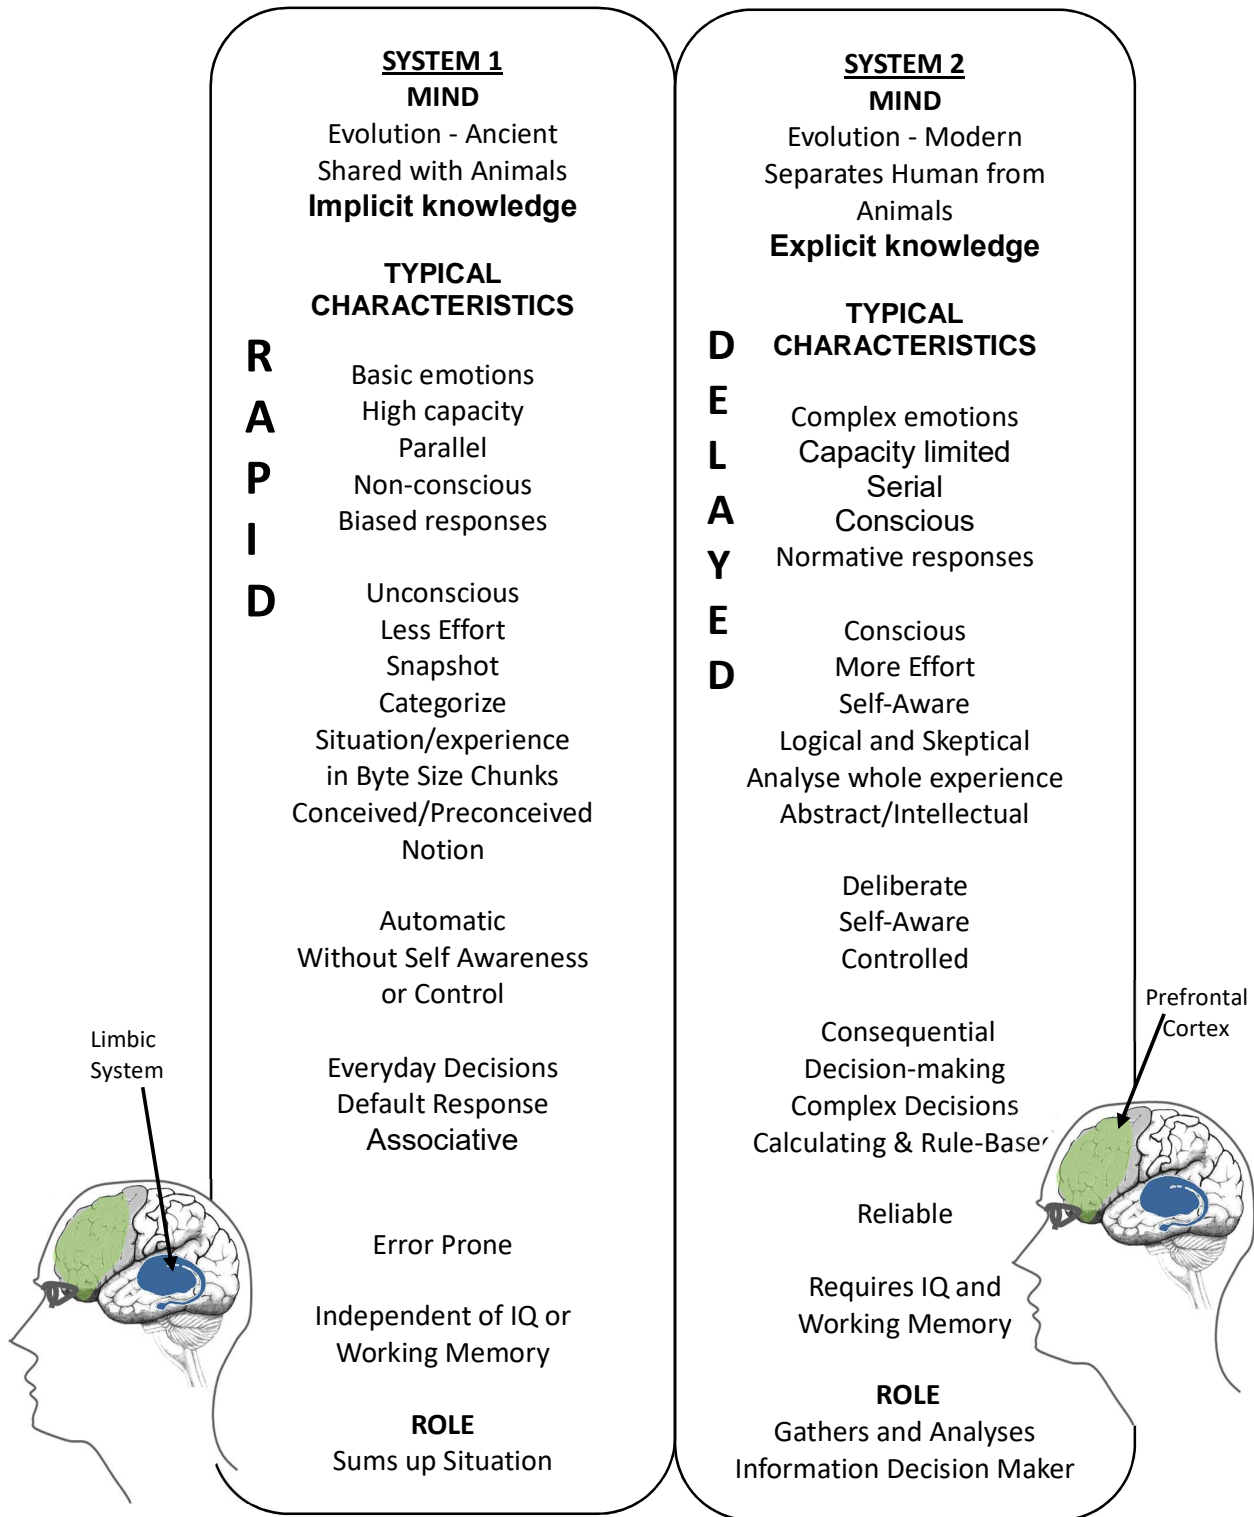 SYSTEM 1
MIND
Evolution - Ancient
Shared with Animals
Implicit knowledge
TYPICAL
CHARACTERISTICS
R
A
P
I
D
Basic emotions
High capacity
Parallel
Non-conscious
Biased responses
Unconscious
Less Effort
Snapshot
Categorize
Situation/experience
in Byte Size Chunks
Conceived/Preconceived
Notion
Automatic
Without Self Awareness
or Control
Everyday Decisions
Default Response
Associative
Error Prone
Independent of IQ or
Working Memory
ROLE
Sums up Situation
Limbic
System
SYSTEM 2
MIND
Evolution - Modern
Separates Human from
Animals
Explicit knowledge
TYPICAL
CHARACTERISTICS
D
E
L
A
Y
E
D
Complex emotions
Capacity limited
Serial
Conscious
Normative responses
Conscious
More Effort
Self-Aware
Logical and Skeptical
Analyse whole experience
Abstract/Intellectual
Deliberate
Self-Aware
Controlled
Consequential
Decision-making
Complex Decisions
Calculating & Rule-Based
Reliable
Requires IQ and
Working Memory
ROLE
Gathers and Analyses
Information Decision Maker
Prefrontal
Cortex